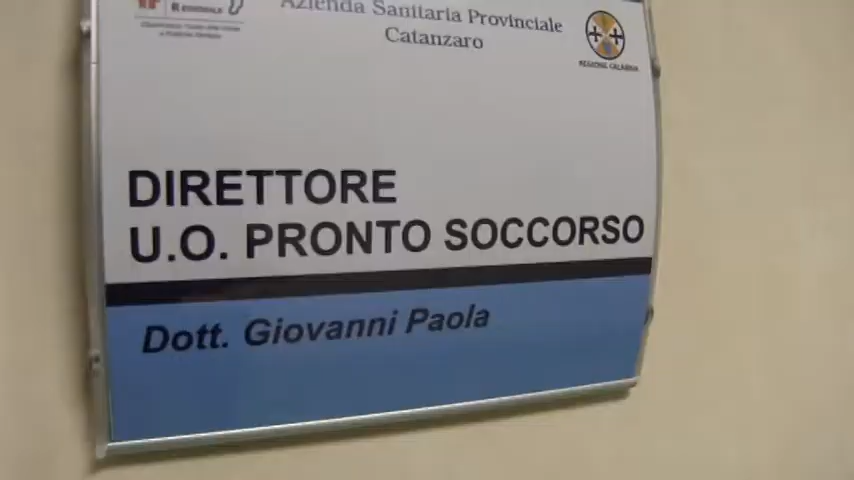 Azienda Sanitaria Provinciale
Catanzaro
REGIONE CALABRIA
DIRETTORE
U.O. PRONTO SOCCORSO
Dott. Giovanni Paola